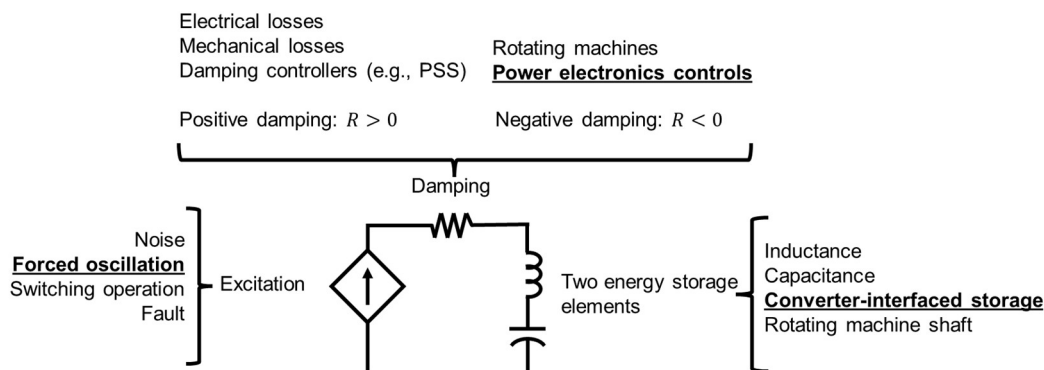 Electrical losses
Mechanical losses
Damping controllers (e.g., PSS)
Rotating machines
Power electronics controls
Positive damping: R > 0
Negative damping: R < 0
Damping
Noise
Forced oscillation
Switching operation
Fault
Excitation
Two energy storage
elements
Inductance
Capacitance
Converter-interfaced storage
Rotating machine shaft